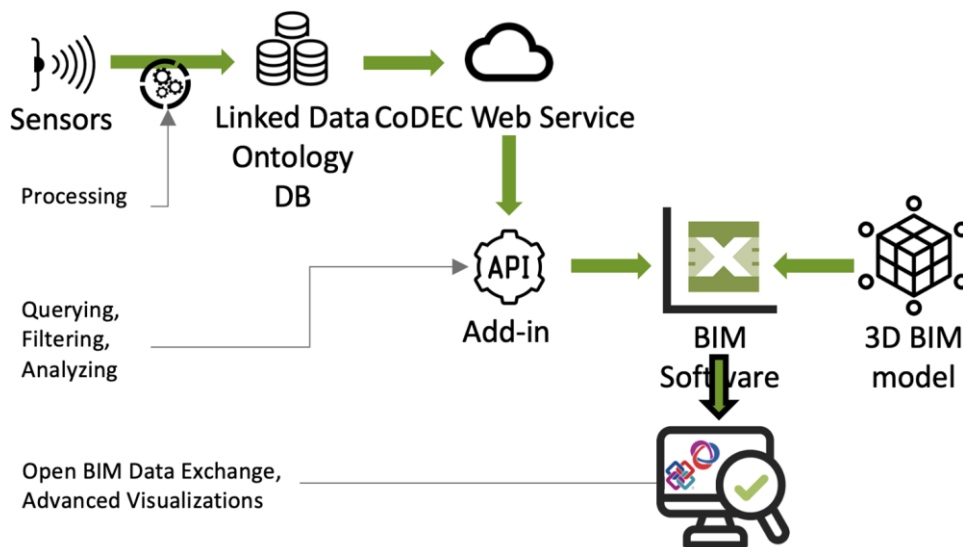 Sensors
Linked Data
Ontology
DB
CoDEC Web Service
Processing
API
Add-in
Querying,
Filtering,
Analyzing
BIM
Software
3D BIM
model
Open BIM Data Exchange,
Advanced Visualizations